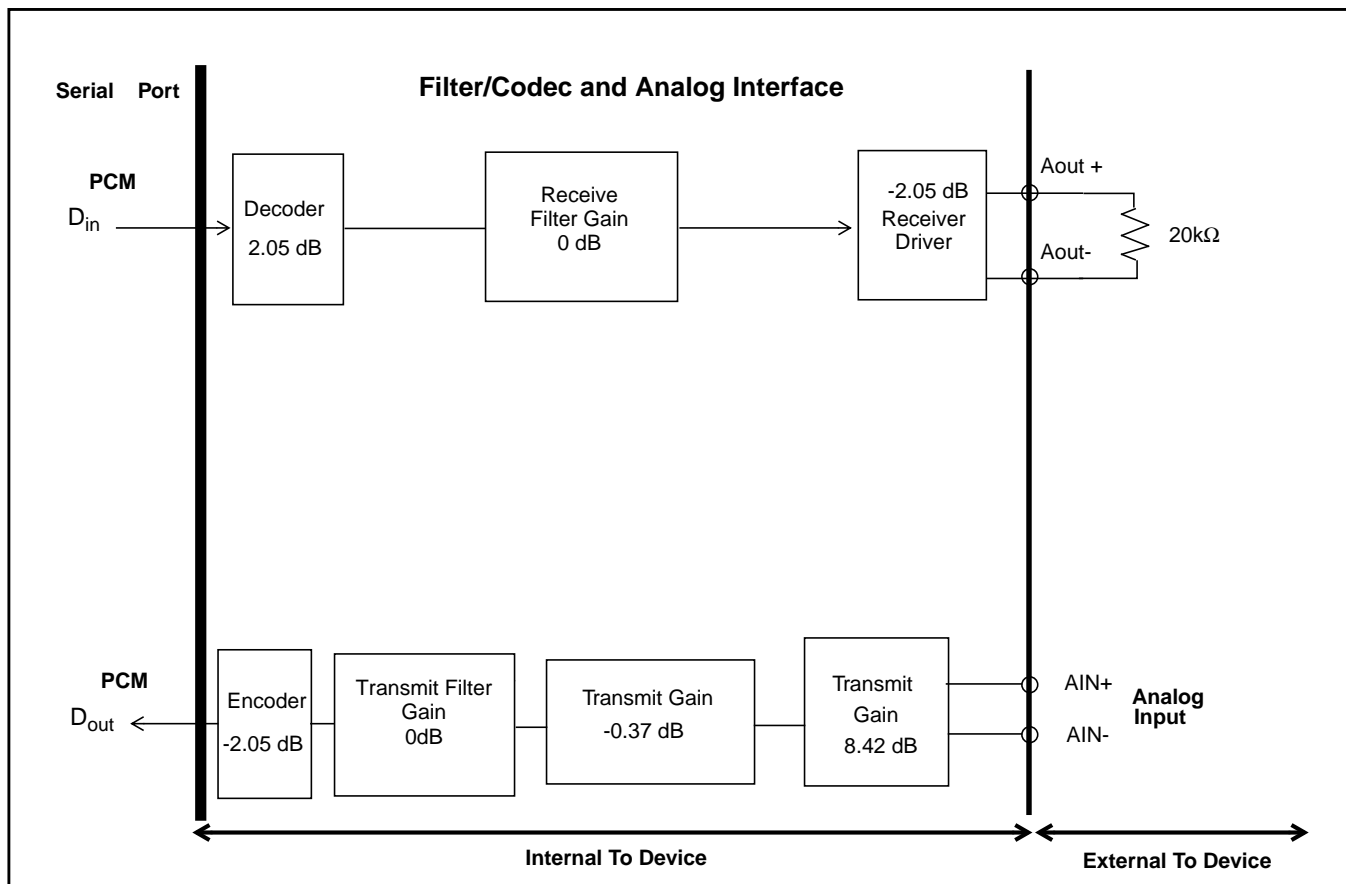 Serial Port
Filter/Codec and Analog Interface
PCM
Din
Decoder
2.05 dB
Receive
Filter Gain
0 dB
-2.05 dB
Receiver
Driver
Aout +
Aout-
20kΩ
PCM
Dout
Encoder
-2.05 dB
Transmit Filter
Gain
0dB
Transmit Gain
-0.37 dB
Transmit
Gain
8.42 dB
AIN+
AIN-
Analog
Input
Internal To Device
External To Device